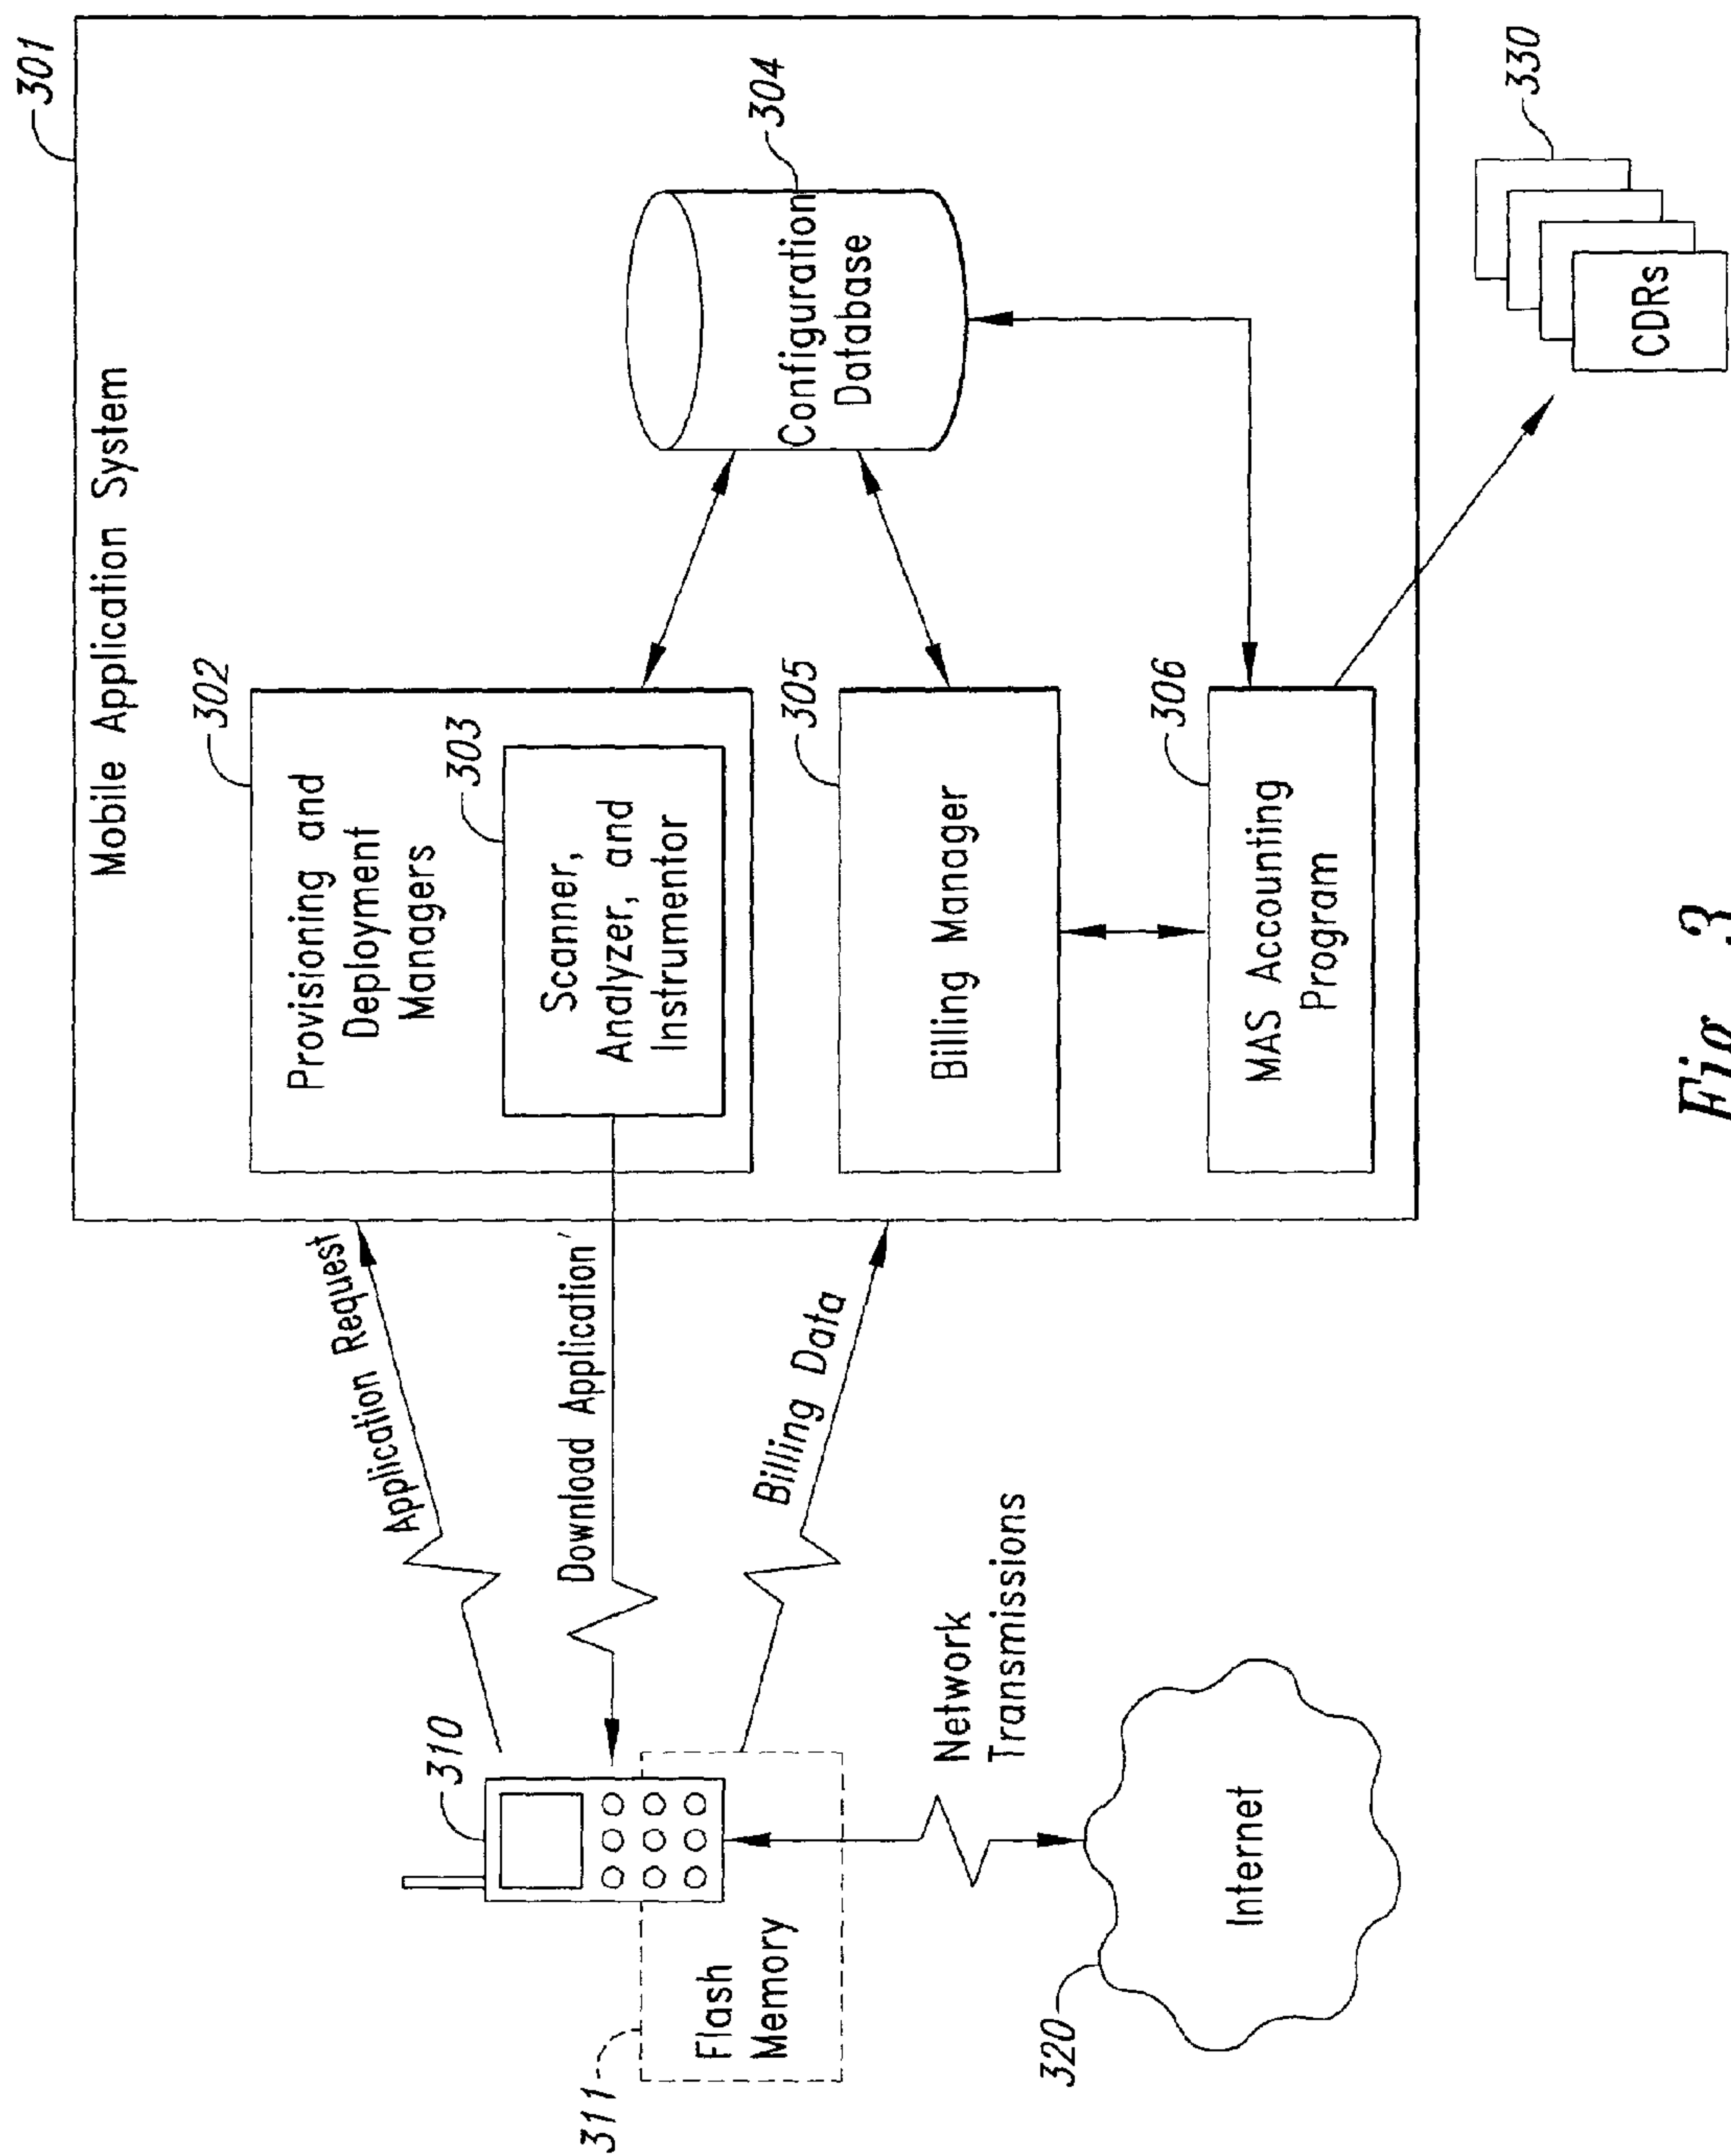 301
Mobile Application System
302
Provisioning and
Deployment
Managers
303
Scanner,
Analyzer, and
Instrumentor
304
Configuration
Database
305
Billing Manager
306
MAS Accounting
Program
Application Request
Download Application'
Billing Data
310
311
Flash
Memory
Network
Transmissions
320
Internet
330
CDRs
Fig. 3